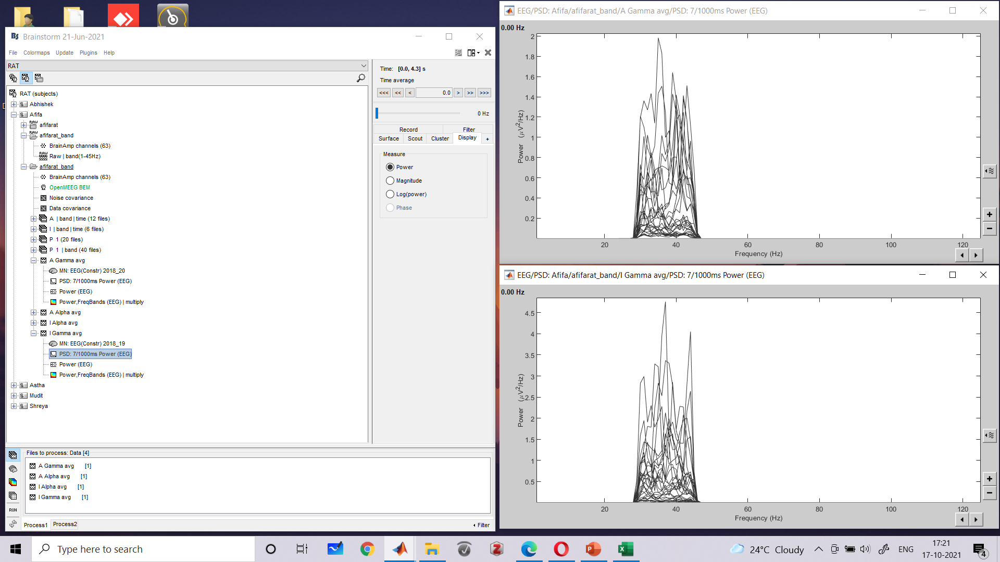 Brainstorm 21-Jun-2021
File Colormaps Update Plugins Help
RAT
RAT (subjects)
Abhishek
Afifa
RAW afifarat
RAW afifarat_band
BrainAmp channels (63)
RAW Raw | band(1-45Hz)
afifarat_band
BrainAmp channels (63)
OpenMEEG BEM
Noise covariance
Data covariance
A | band | time (12 files)
I | band | time (6 files)
P 1 (20 files)
P 1 | band (40 files)
A Gamma avg
MN: EEG(Constr) 2018_20
PSD: 7/1000ms Power (EEG)
Power (EEG)
Power,FreqBands (EEG) | multiply
A Alpha avg
I Alpha avg
I Gamma avg
MN: EEG(Constr) 2018_19
PSD: 7/1000ms Power (EEG)
Power (EEG)
Power,FreqBands (EEG) | multiply
Astha
Mudit
Shreya
Time: [0.0, 4.3] s
Time average
<<< << < 0.0 > >> >>>
0 Hz
Record Filter
Surface Scout Cluster Display +
Measure
Power
Magnitude
Log(power)
Phase
Files to process: Data [4]
A Gamma avg [1]
A Alpha avg [1]
I Alpha avg [1]
I Gamma avg [1]
RUN
Process1 Process2
Filter
EEG/PSD: Afifa/afifarat_band/A Gamma avg/PSD: 7/1000ms Power (EEG)
0.00 Hz
2
1.8
1.6
1.4
1.2
1
0.8
0.6
0.4
0.2
Power (μV²/Hz)
20 40 60 80 100 120
Frequency (Hz)
+
−
EEG/PSD: Afifa/afifarat_band/I Gamma avg/PSD: 7/1000ms Power (EEG)
0.00 Hz
4.5
4
3.5
3
2.5
2
1.5
1
0.5
Power (μV²/Hz)
20 40 60 80 100 120
Frequency (Hz)
+
−
Type here to search
24°C Cloudy
ENG
17:21
17-10-2021
4